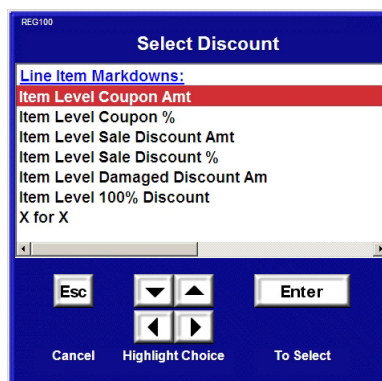 REG100
Select Discount
Line Item Markdowns:
Item Level Coupon Amt
Item Level Coupon %
Item Level Sale Discount Amt
Item Level Sale Discount %
Item Level Damaged Discount Am
Item Level 100% Discount
X for X
Esc
Enter
Cancel
Highlight Choice
To Select